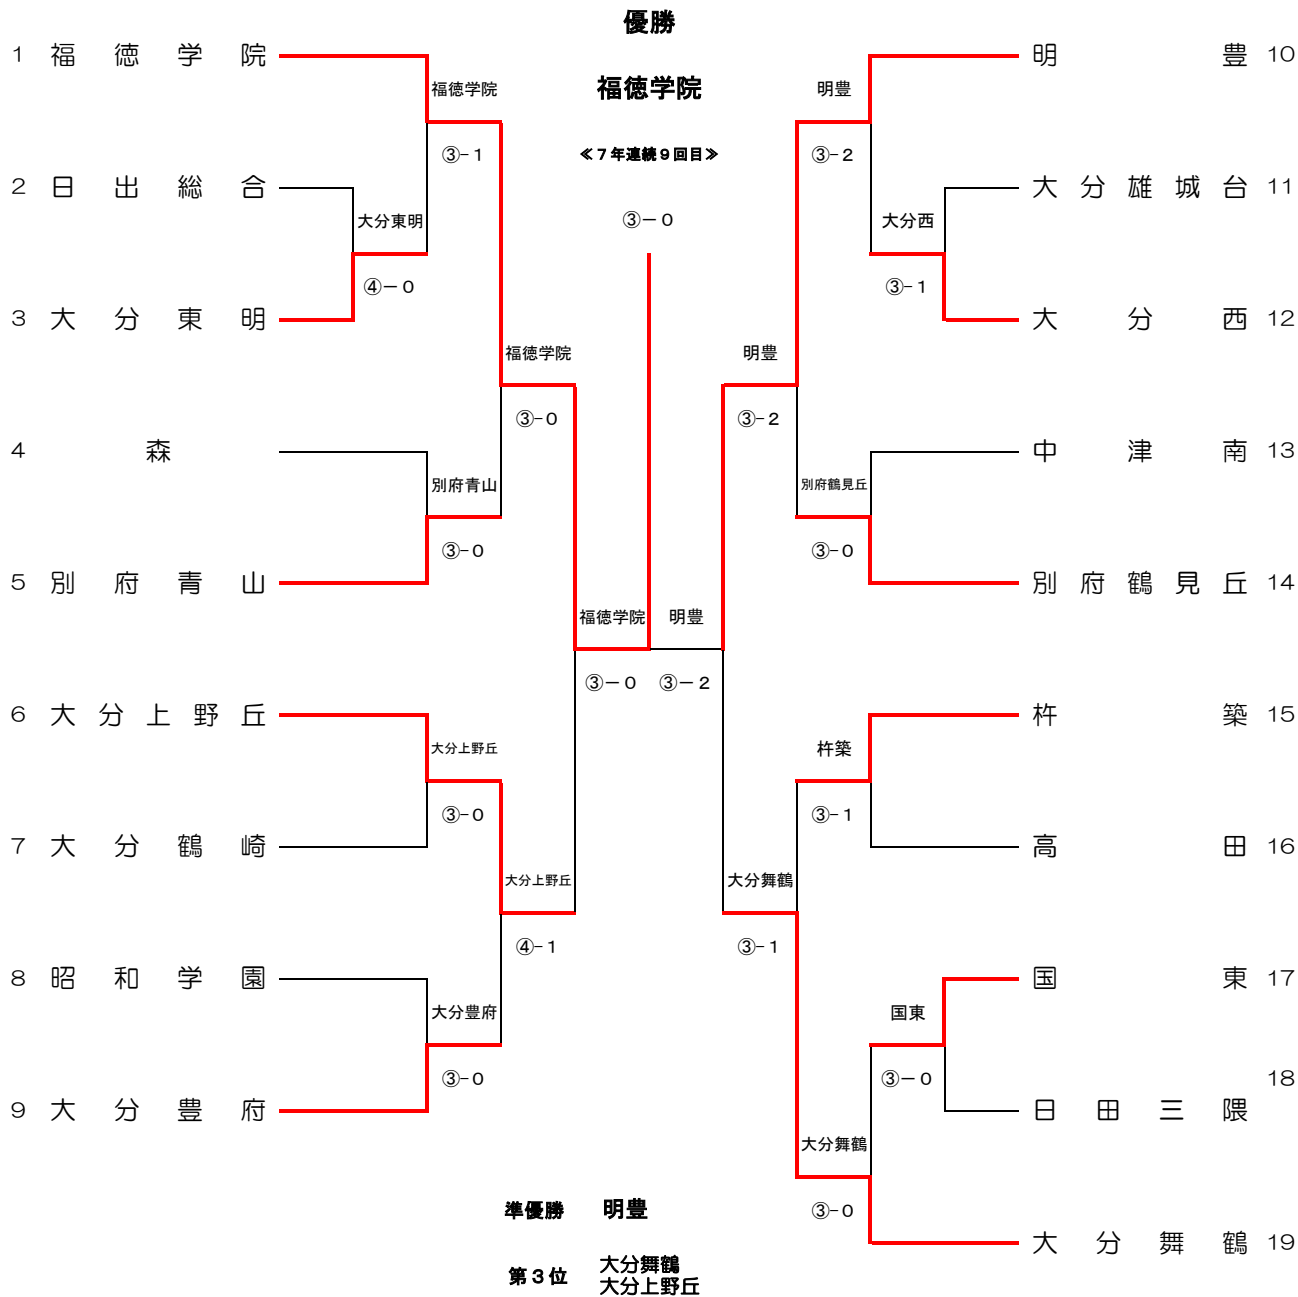 優勝
福徳学院
≪７年連続９回目≫
③－０
1 福徳学院
2 日出総合
3 大分東明
4 森
5 別府青山
6 大分上野丘
7 大分鶴崎
8 昭和学園
9 大分豊府
福徳学院
③-１
大分東明
④－０
福徳学院
③-０
別府青山
③-０
福徳学院
③－０
大分上野丘
③-０
大分上野丘
④-１
大分豊府
③-０
明豊
③-２
大分西
③-１
明豊
③-２
別府鶴見丘
③-０
明豊
③－２
杵築
③-１
大分舞鶴
③-１
国東
③－０
大分舞鶴
③-０
明豊 10
大分雄城台 11
大分西 12
中津南 13
別府鶴見丘 14
杵築 15
高田 16
国東 17
日田三隈 18
大分舞鶴 19
準優勝 明豊
第３位 大分舞鶴
大分上野丘